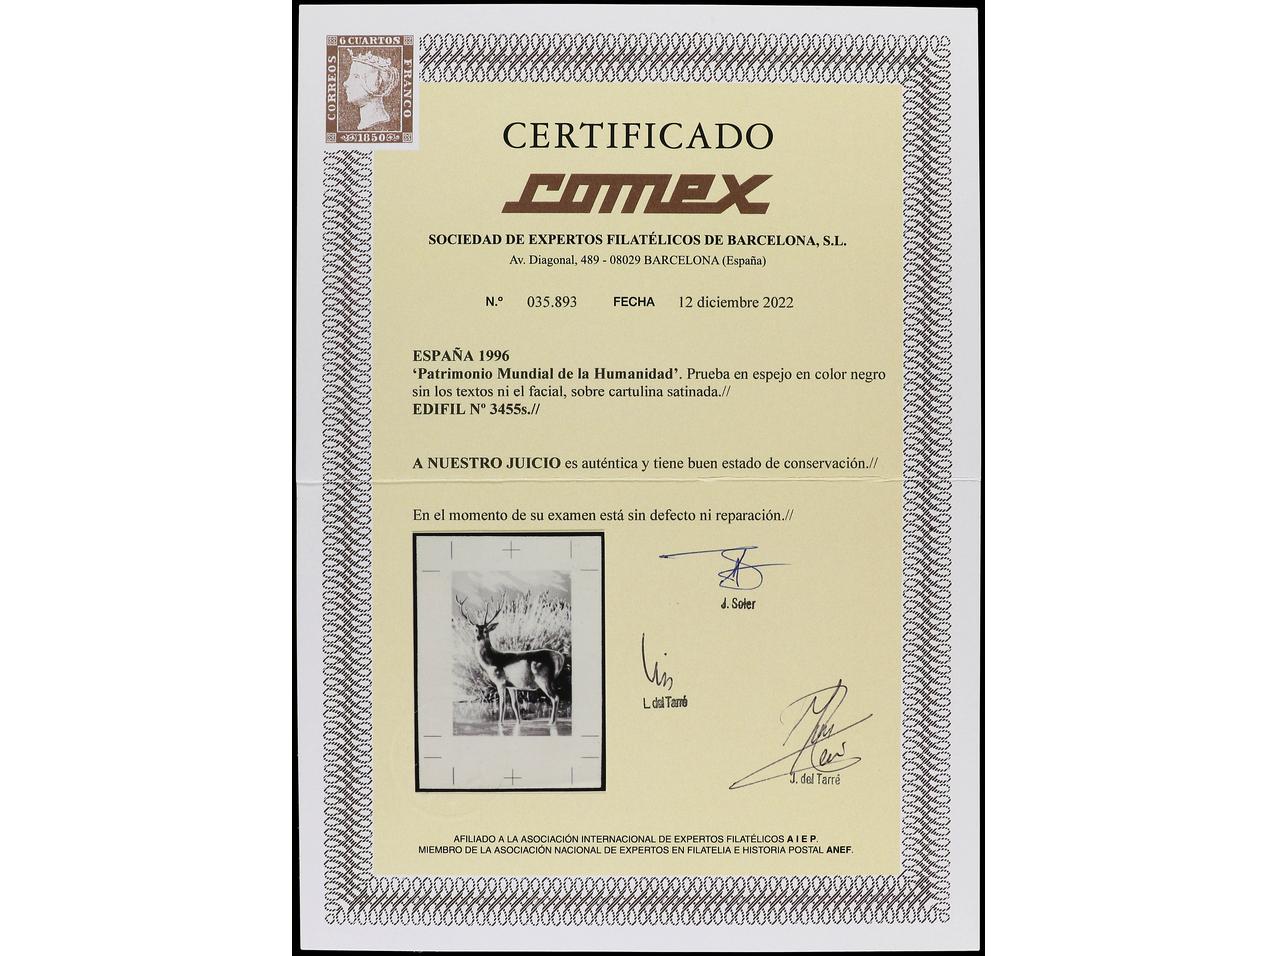 6 CUARTOS
CORREOS
FRANCO
1850
CERTIFICADO
comex
SOCIEDAD DE EXPERTOS FILATÉLICOS DE BARCELONA, S.L.
Av. Diagonal, 489 - 08029 BARCELONA (España)
N.º 035.893 FECHA 12 diciembre 2022
ESPAÑA 1996
‘Patrimonio Mundial de la Humanidad’. Prueba en espejo en color negro
sin los textos ni el facial, sobre cartulina satinada.//
EDIFIL Nº 3455s.//
A NUESTRO JUICIO es auténtica y tiene buen estado de conservación.//
En el momento de su examen está sin defecto ni reparación.//
J. Soler
L. del Tarré
J. del Tarré
AFILIADO A LA ASOCIACIÓN INTERNACIONAL DE EXPERTOS FILATÉLICOS A I E P.
MIEMBRO DE LA ASOCIACIÓN NACIONAL DE EXPERTOS EN FILATELIA E HISTORIA POSTAL ANEF.